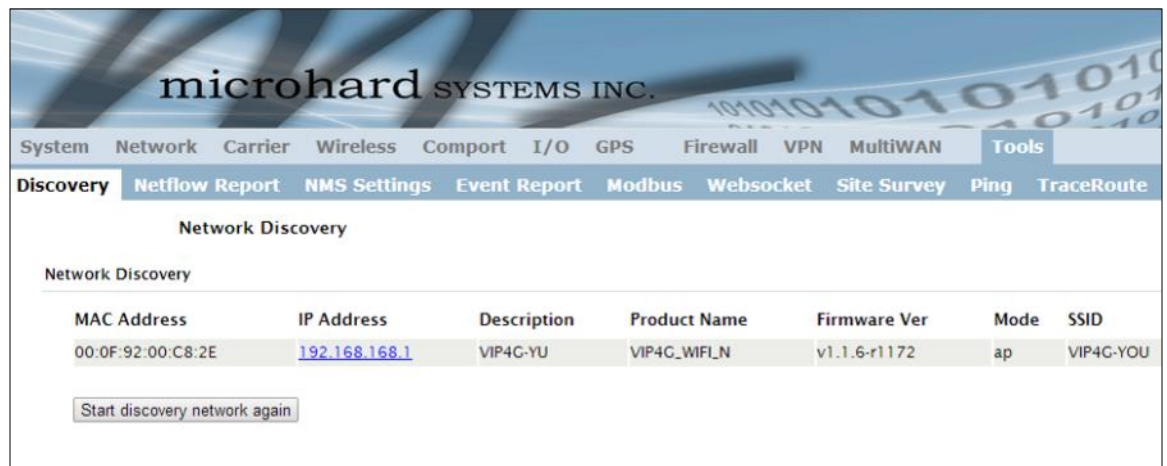 microhard SYSTEMS INC.
System Network Carrier Wireless Comport I/O GPS Firewall VPN MultiWAN Tools
Discovery Netflow Report NMS Settings Event Report Modbus Websocket Site Survey Ping TraceRoute
Network Discovery
Network Discovery
MAC Address IP Address Description Product Name Firmware Ver Mode SSID
00:0F:92:00:C8:2E 192.168.168.1 VIP4G-YU VIP4G_WIFI_N v1.1.6-r1172 ap VIP4G-YOU
Start discovery network again